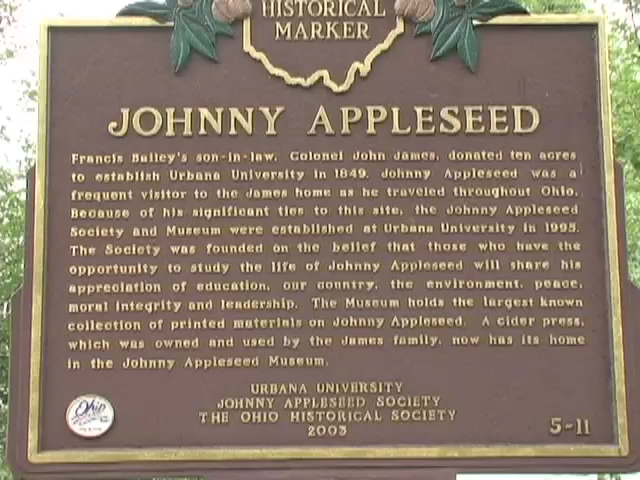 HISTORICAL
MARKER
JOHNNY APPLESEED
Francis Bailey's son-in-law, Colonel John James, donated ten acres
to establish Urbana University in 1849. Johnny Appleseed was a
frequent visitor to the James home as he traveled throughout Ohio.
Because of his significant ties to this site, the Johnny Appleseed
Society and Museum were established at Urbana University in 1995.
The Society was founded on the belief that those who have the
opportunity to study the life of Johnny Appleseed will share his
appreciation of education, our country, the environment, peace,
moral integrity and leadership. The Museum holds the largest known
collection of printed materials on Johnny Appleseed. A cider press,
which was owned and used by the James family, now has its home
in the Johnny Appleseed Museum.
URBANA UNIVERSITY
JOHNNY APPLESEED SOCIETY
THE OHIO HISTORICAL SOCIETY
2003
5-11
Ohio